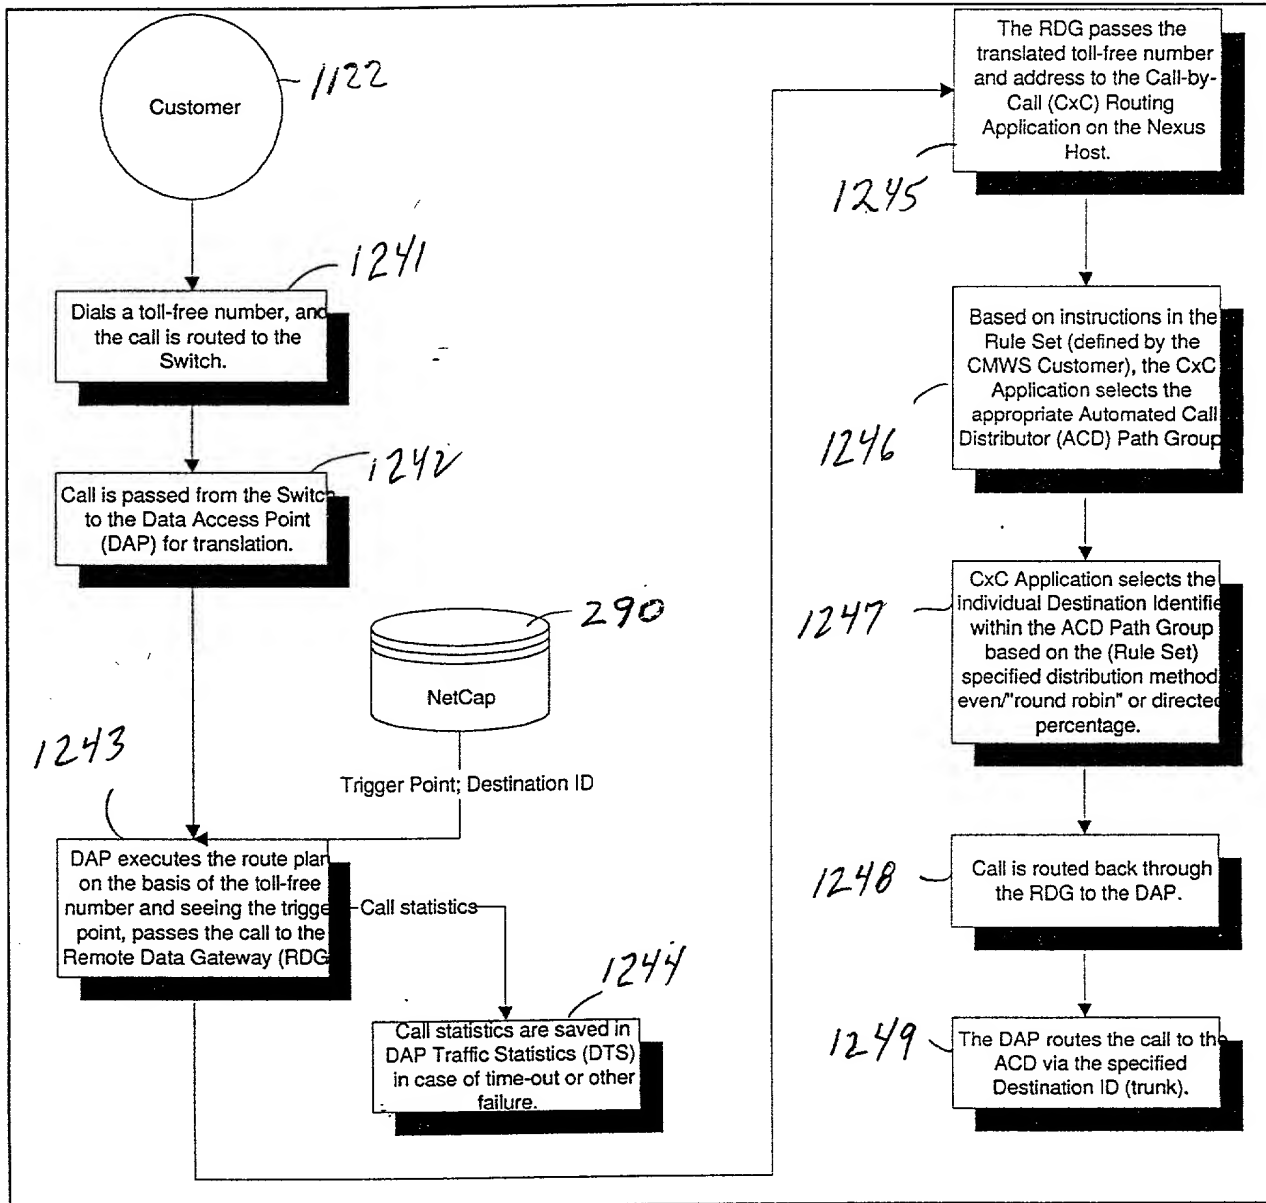 Customer
1122
1241
Dials a toll-free number, and
the call is routed to the
Switch.
1242
Call is passed from the Switch
to the Data Access Point
(DAP) for translation.
290
NetCap
Trigger Point; Destination ID
1243
DAP executes the route plan
on the basis of the toll-free
number and seeing the trigge
point, passes the call to the
Remote Data Gateway (RDG
Call statistics
1244
Call statistics are saved in
DAP Traffic Statistics (DTS)
in case of time-out or other
failure.
The RDG passes the
translated toll-free number
and address to the Call-by-
Call (CxC) Routing
Application on the Nexus
Host.
1245
Based on instructions in the
Rule Set (defined by the
CMWS Customer), the CxC
Application selects the
appropriate Automated Call
Distributor (ACD) Path Group
1246
CxC Application selects the
individual Destination Identifie
within the ACD Path Group
based on the (Rule Set)
specified distribution method
even/"round robin" or directe
percentage.
1247
Call is routed back through
the RDG to the DAP.
1248
The DAP routes the call to the
ACD via the specified
Destination ID (trunk).
1249